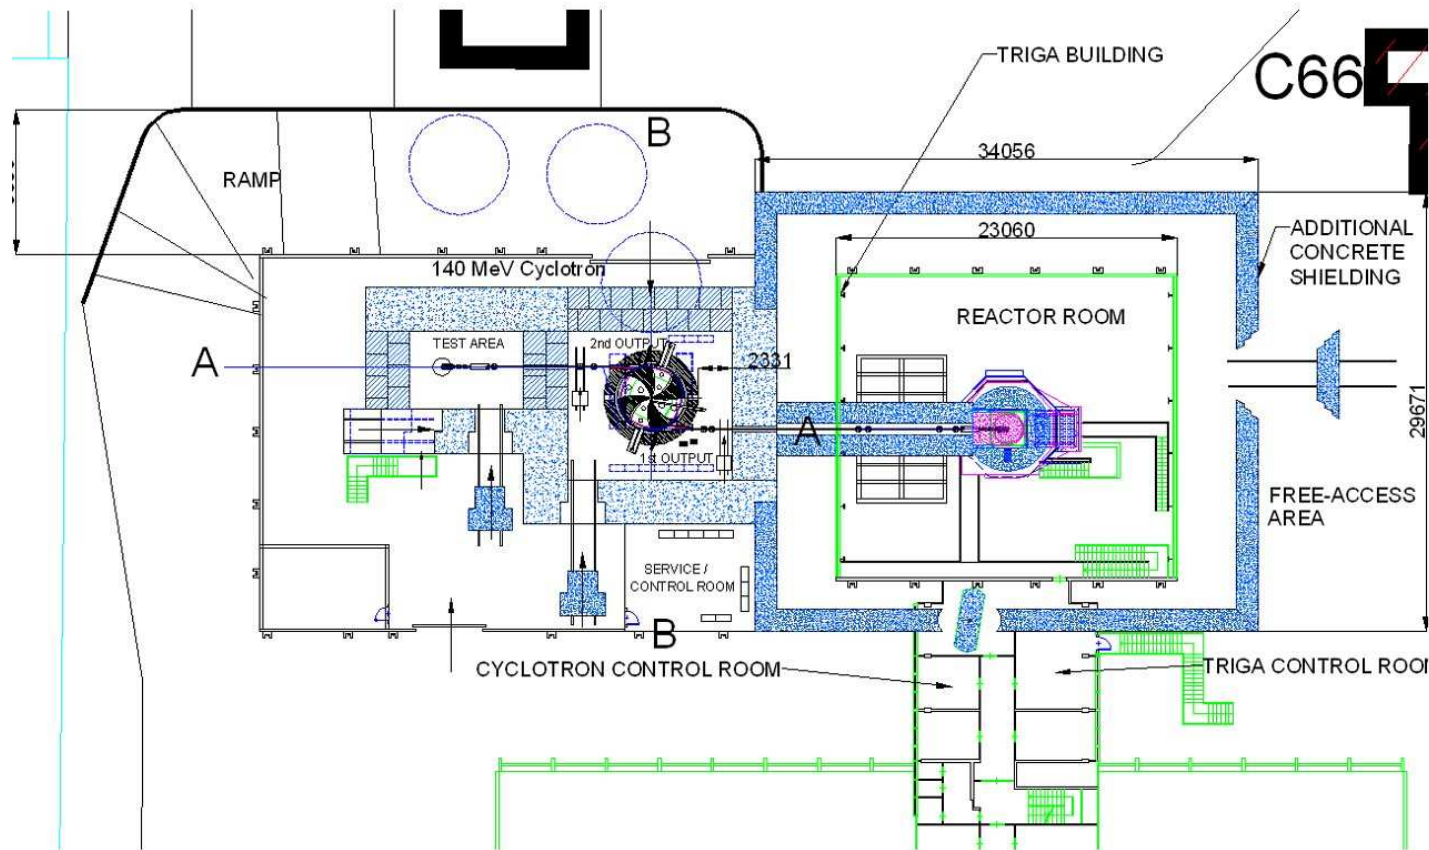 TRIGA BUILDING
C66
B
34056
RAMP
23060
ADDITIONAL
CONCRETE
SHIELDING
140 MeV Cyclotron
REACTOR ROOM
TEST AREA
2nd OUTPUT
A
2331
29671
A
1st OUTPUT
FREE-ACCESS
AREA
SERVICE /
CONTROL ROOM
B
CYCLOTRON CONTROL ROOM
TRIGA CONTROL ROO